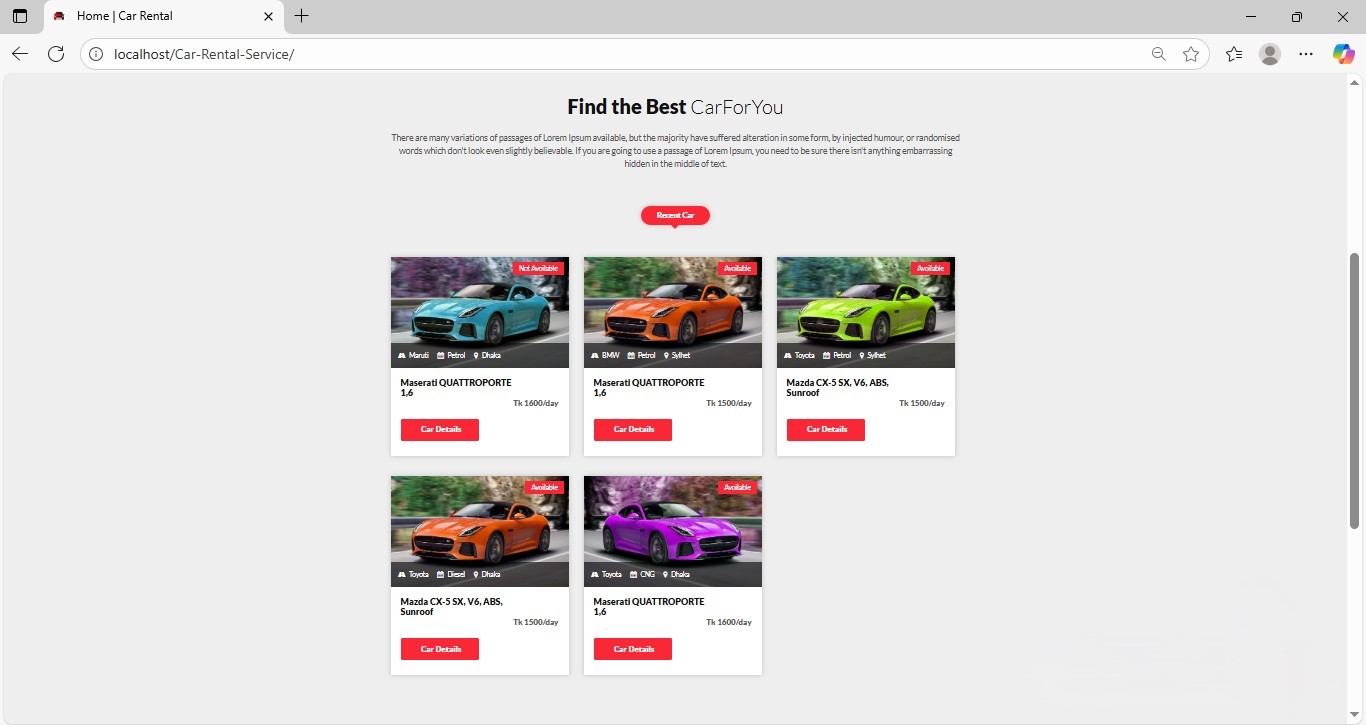 Home | Car Rental
localhost/Car-Rental-Service/
Find the Best CarForYou
There are many variations of passages of Lorem Ipsum available, but the majority have suffered alteration in some form, by injected humour, or randomised
words which don't look even slightly believable. If you are going to use a passage of Lorem Ipsum, you need to be sure there isn't anything embarrassing
hidden in the middle of text.
Recent Car
Not Available
Maruti Petrol Dhaka
Maserati QUATTROPORTE
1,6
Tk 1600/day
Car Details
Available
BMW Petrol Sylhet
Maserati QUATTROPORTE
1,6
Tk 1500/day
Car Details
Available
Toyota Petrol Sylhet
Mazda CX-5 SX, V6, ABS,
Sunroof
Tk 1500/day
Car Details
Available
Toyota Diesel Dhaka
Mazda CX-5 SX, V6, ABS,
Sunroof
Tk 1500/day
Car Details
Available
Toyota CNG Dhaka
Maserati QUATTROPORTE
1,6
Tk 1600/day
Car Details